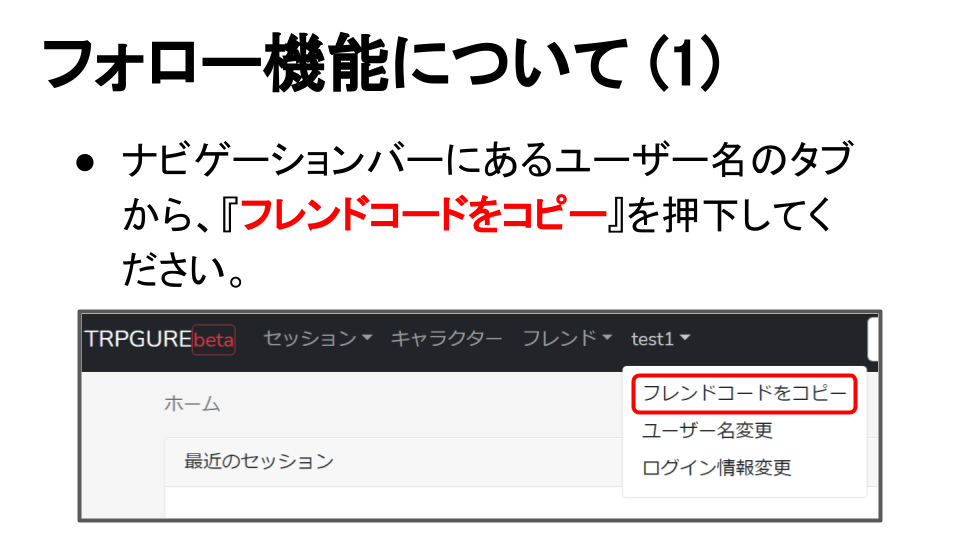 フォロー機能について (1)
● ナビゲーションバーにあるユーザー名のタブ
から、『フレンドコードをコピー』を押下してく
ださい。
TRPGUREbeta セッション▼ キャラクター フレンド▼ test1▼
フレンドコードをコピー
ホーム
ユーザー名変更
最近のセッション
ログイン情報変更